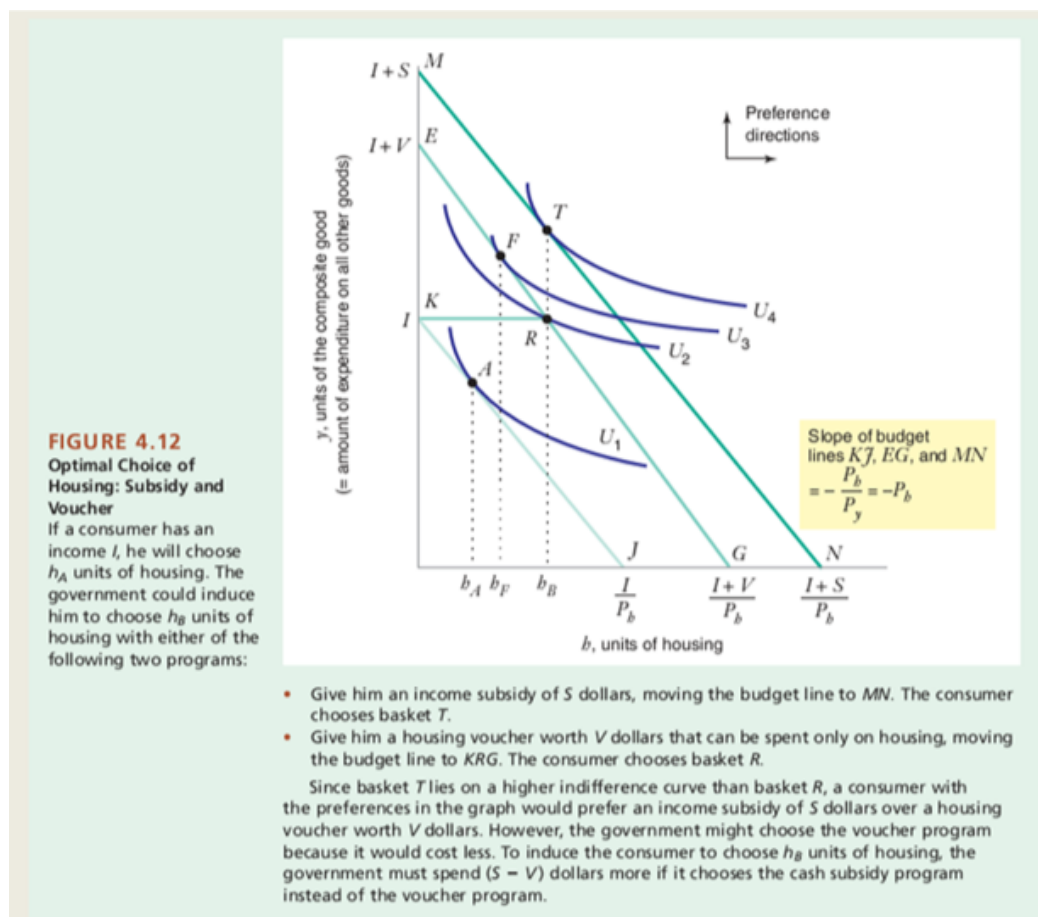 I + S M
Preference
directions
I + V E
y, units of the composite good
(= amount of expenditure on all other goods)
T
F
K
I
U4
U3
R
U2
A
U1
Slope of budget
lines KJ, EG, and MN
= - Ph/Py = -Ph
J G N
hA hF hB I/Ph I + V/Ph I + S/Ph
h, units of housing
FIGURE 4.12
Optimal Choice of
Housing: Subsidy and
Voucher
If a consumer has an
income I, he will choose
hA units of housing. The
government could induce
him to choose hB units of
housing with either of the
following two programs:
• Give him an income subsidy of S dollars, moving the budget line to MN. The consumer
chooses basket T.
• Give him a housing voucher worth V dollars that can be spent only on housing, moving
the budget line to KRG. The consumer chooses basket R.
Since basket T lies on a higher indifference curve than basket R, a consumer with
the preferences in the graph would prefer an income subsidy of S dollars over a housing
voucher worth V dollars. However, the government might choose the voucher program
because it would cost less. To induce the consumer to choose hB units of housing, the
government must spend (S − V) dollars more if it chooses the cash subsidy program
instead of the voucher program.